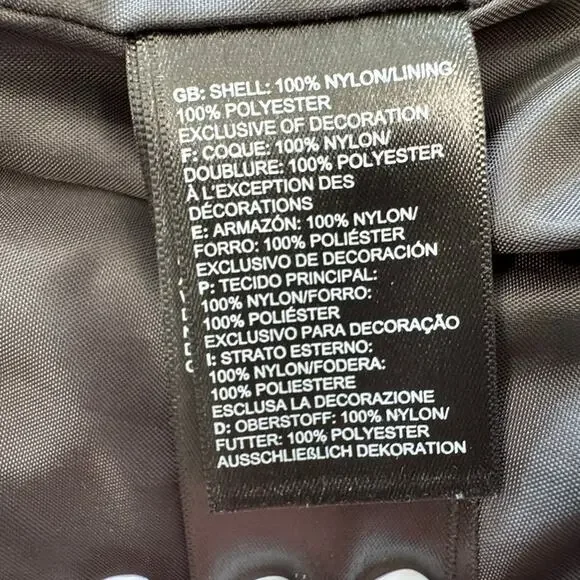 GB: SHELL: 100% NYLON/LINING
100% POLYESTER
EXCLUSIVE OF DECORATION
F: COQUE: 100% NYLON/
DOUBLURE: 100% POLYESTER
À L'EXCEPTION DES
DÉCORATIONS
E: ARMAZÓN: 100% NYLON/
FORRO: 100% POLIÉSTER
EXCLUSIVO DE DECORACIÓN
P: TECIDO PRINCIPAL:
100% NYLON/FORRO:
100% POLIÉSTER
EXCLUSIVO PARA DECORAÇÃO
I: STRATO ESTERNO:
100% NYLON/FODERA:
100% POLIESTERE
ESCLUSA LA DECORAZIONE
D: OBERSTOFF: 100% NYLON/
FUTTER: 100% POLYESTER
AUSSCHLIEßLICH DEKORATION